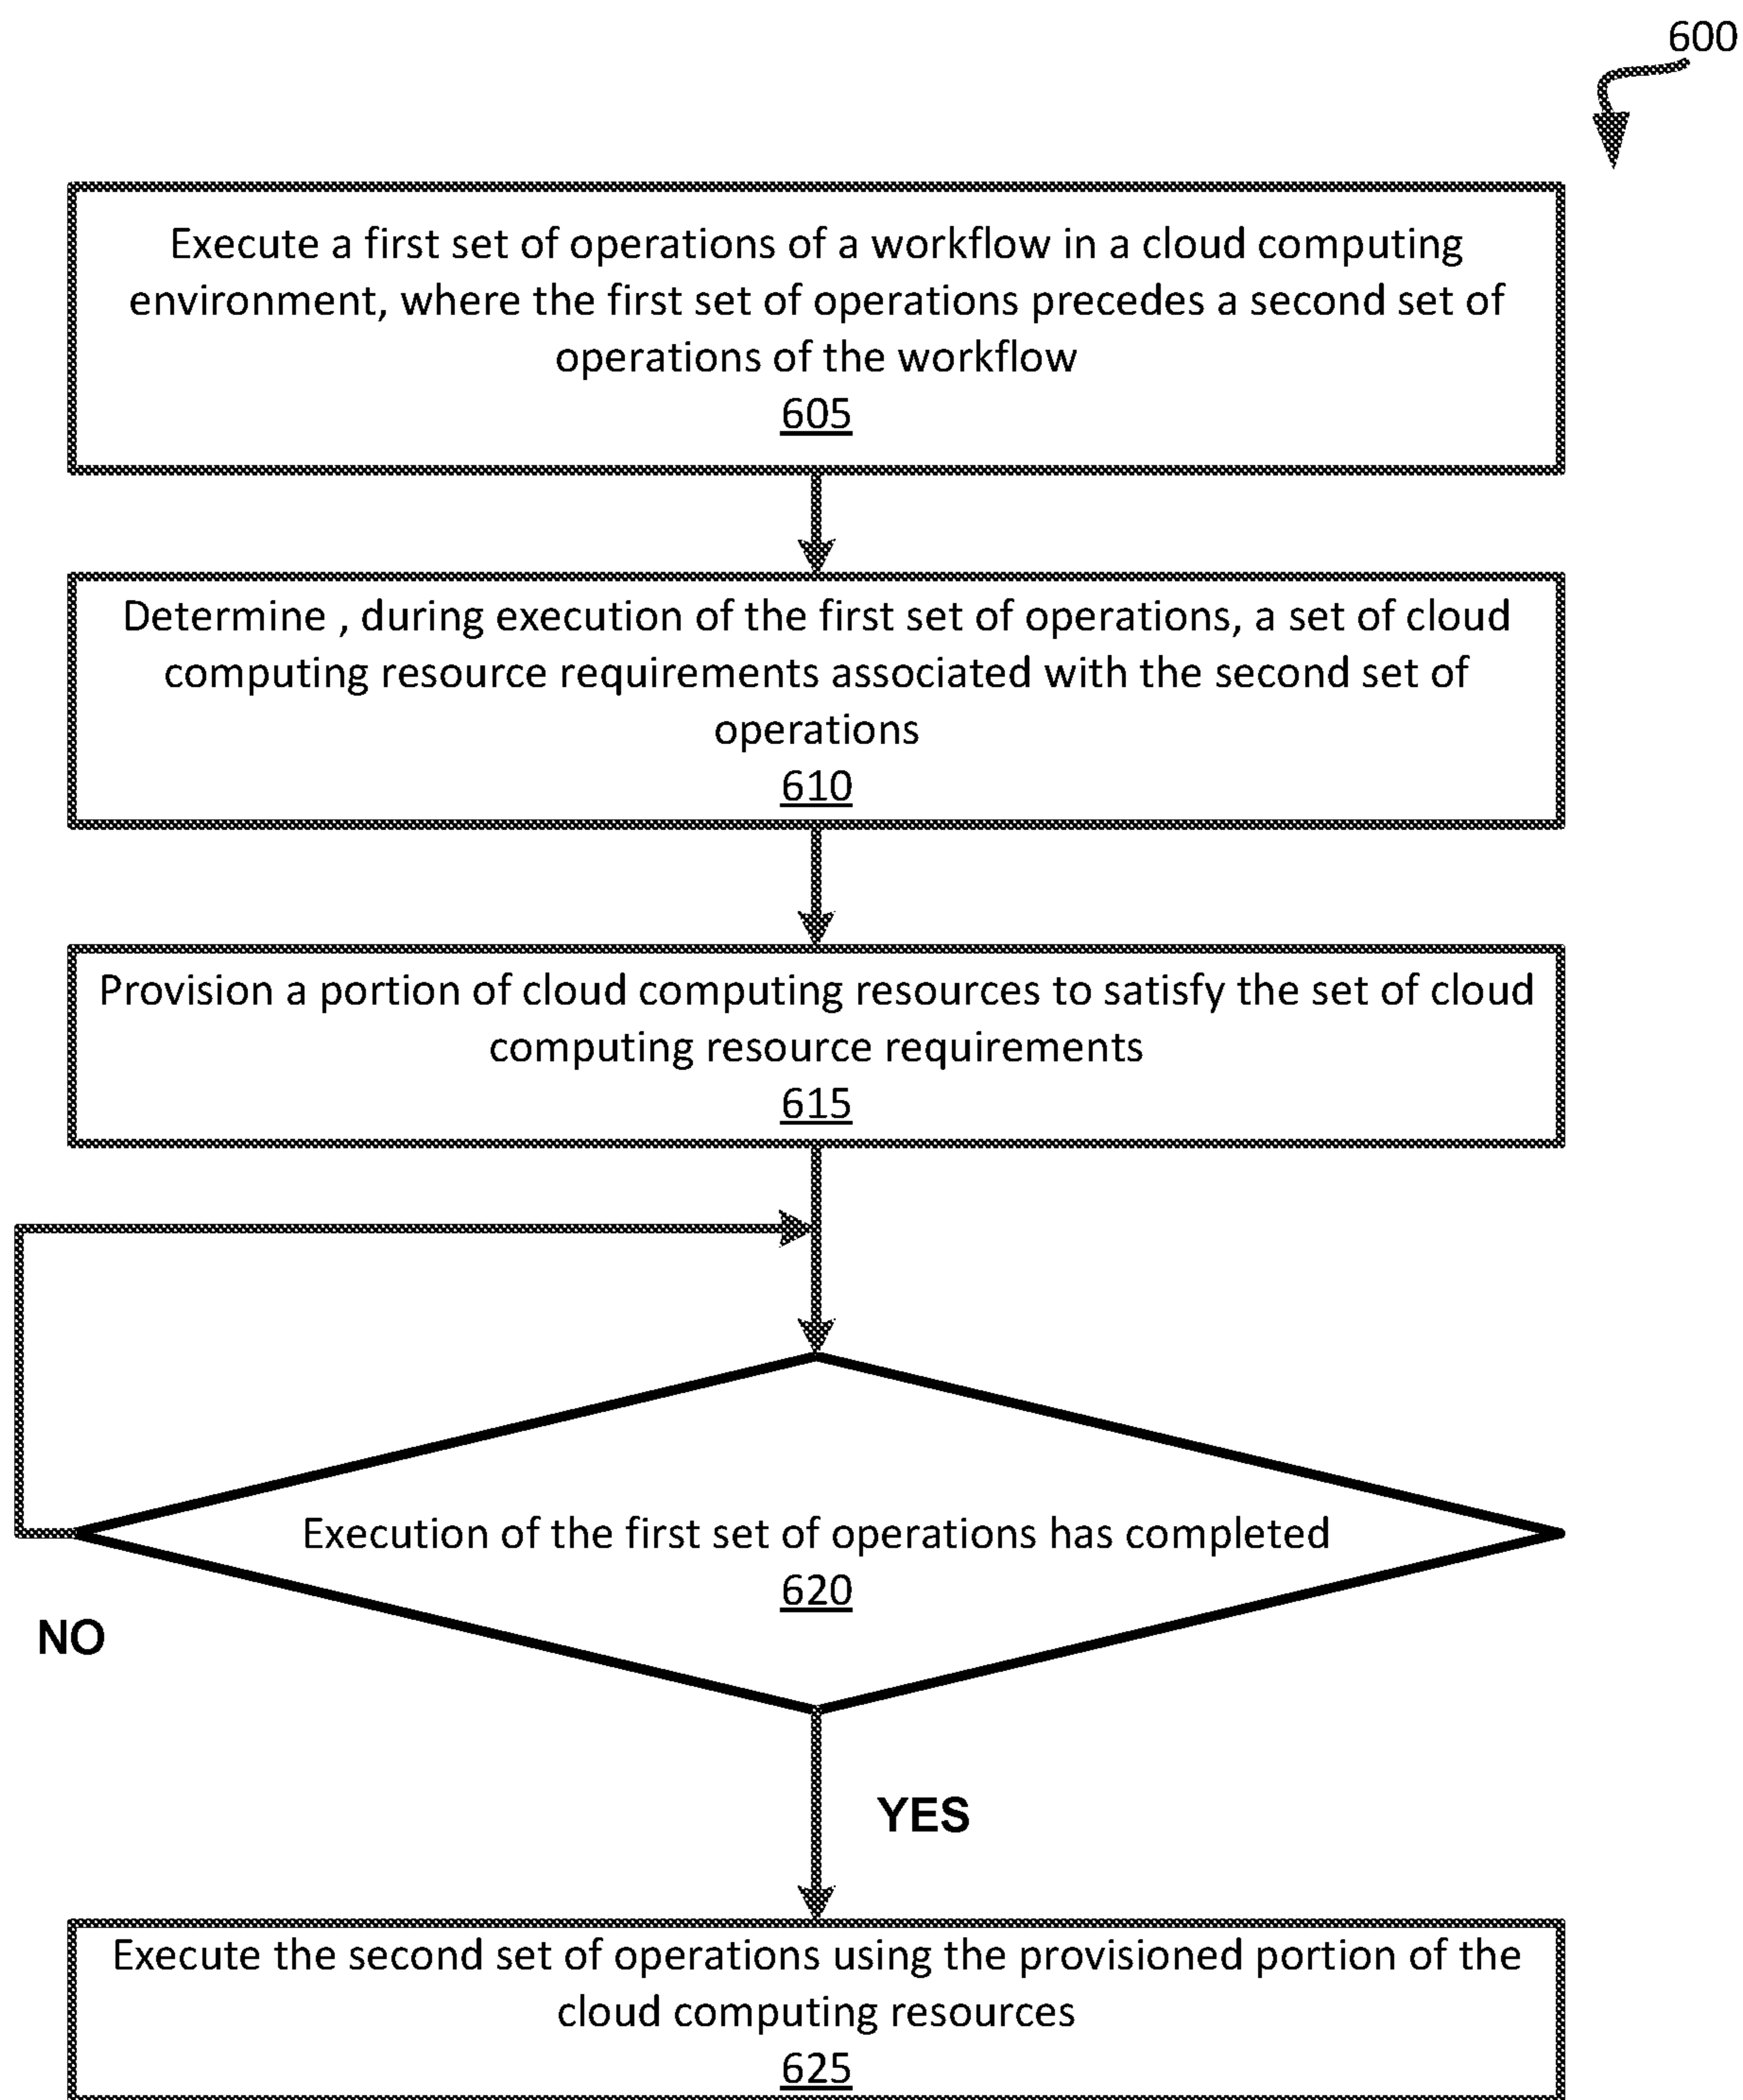 600
Execute a first set of operations of a workflow in a cloud computing
environment, where the first set of operations precedes a second set of
operations of the workflow
605
Determine , during execution of the first set of operations, a set of cloud
computing resource requirements associated with the second set of
operations
610
Provision a portion of cloud computing resources to satisfy the set of cloud
computing resource requirements
615
Execution of the first set of operations has completed
620
NO
YES
Execute the second set of operations using the provisioned portion of the
cloud computing resources
625